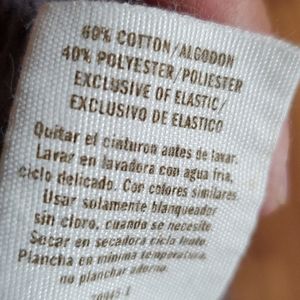 60% COTTON/ALGODON
40% POLYESTER/POLIESTER
EXCLUSIVE OF ELASTIC/
EXCLUSIVO DE ELASTICO
Quitar el cinturon antes de lavar.
Lavar en lavadora con agua fria,
ciclo delicado. Con colores similares.
Usar solamente blanqueador
sin cloro, cuando se necesite.
Secar en secadora ciclo lento.
Plancha en minima temperatura,
no planchar adorno.